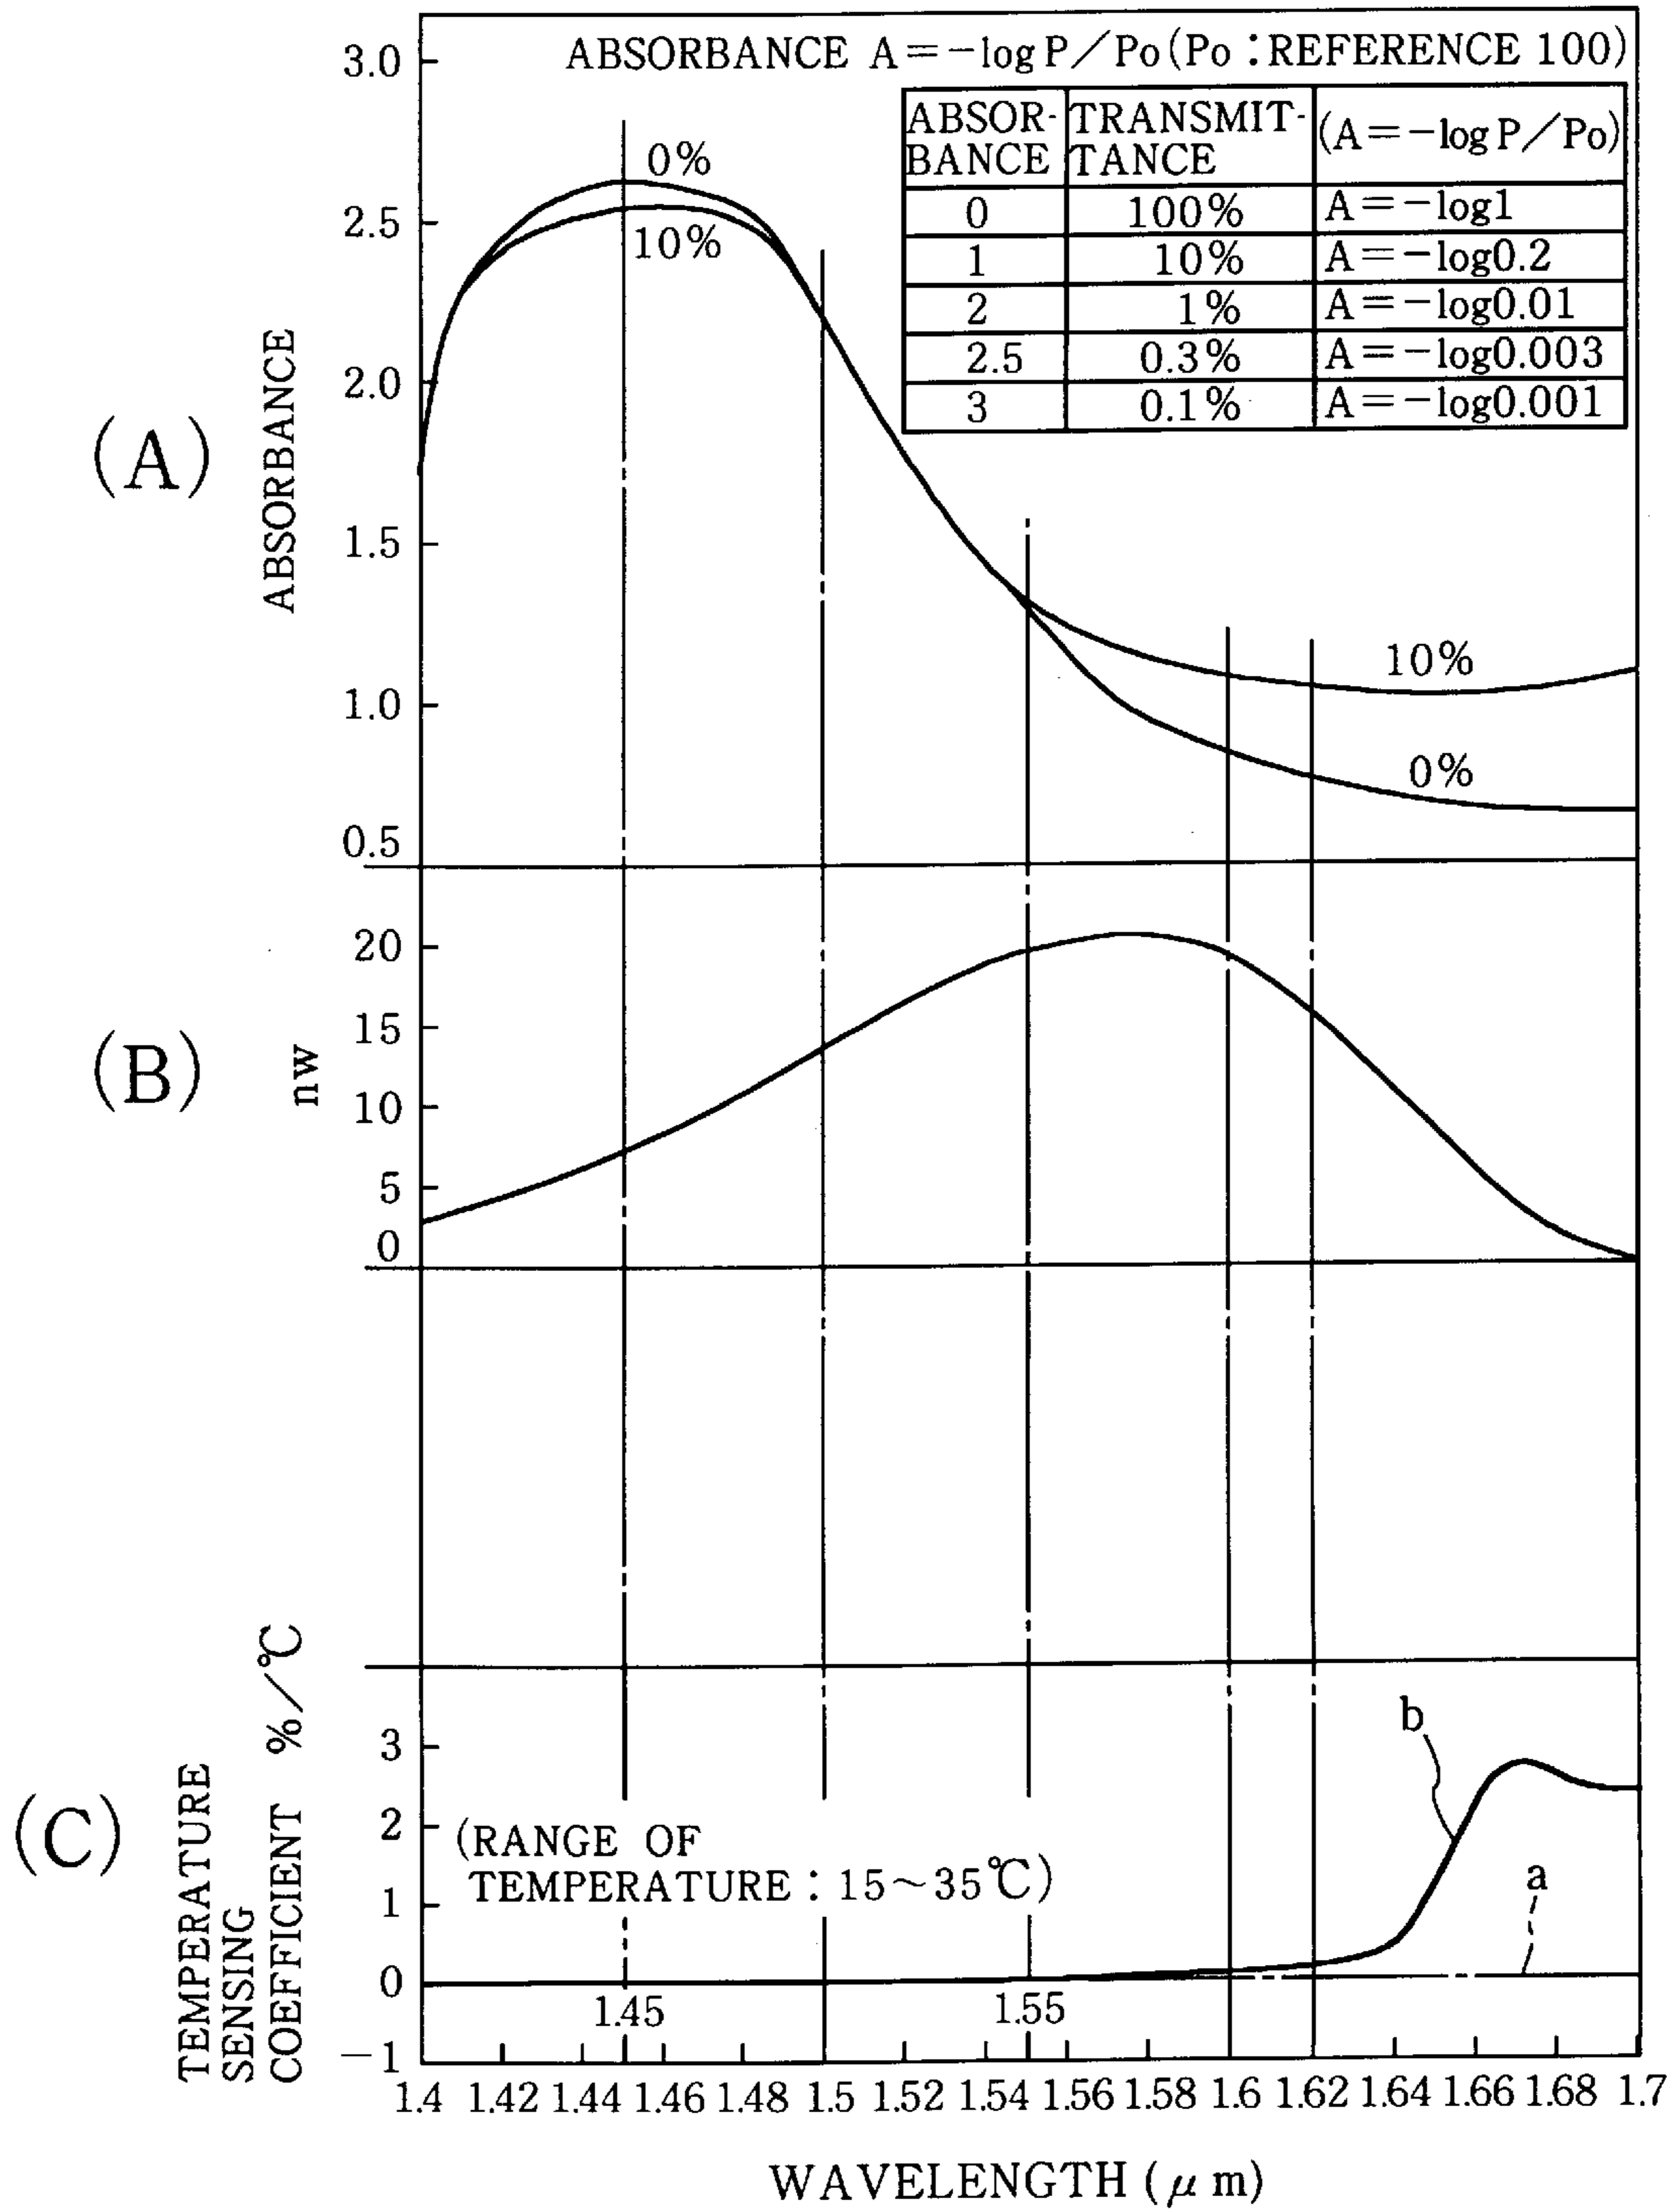 ABSORBANCE A=-log P/Po (Po : REFERENCE 100)
ABSOR-BANCE TRANSMIT-TANCE (A=-log P/Po)
0 100% A=-log1
1 10% A=-log0.2
2 1% A=-log0.01
2.5 0.3% A=-log0.003
3 0.1% A=-log0.001
(A)
ABSORBANCE
3.0
2.5
2.0
1.5
1.0
0.5
0%
10%
10%
0%
(B)
nw
20
15
10
5
0
(C)
TEMPERATURE
SENSING
COEFFICIENT %/℃
3
2
1
0
-1
(RANGE OF
TEMPERATURE : 15~35℃)
b
a
1.45 1.55
1.4 1.42 1.44 1.46 1.48 1.5 1.52 1.54 1.56 1.58 1.6 1.62 1.64 1.66 1.68 1.7
WAVELENGTH (μm)